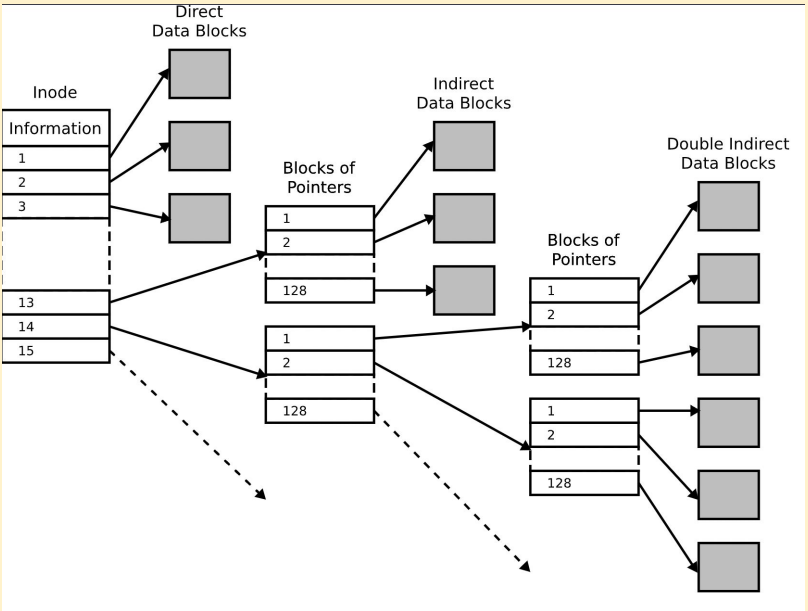 Direct
Data Blocks
Inode
Information
1
2
3
13
14
15
Blocks of
Pointers
1
2
128
1
2
128
Indirect
Data Blocks
Blocks of
Pointers
1
2
128
1
2
128
Double Indirect
Data Blocks